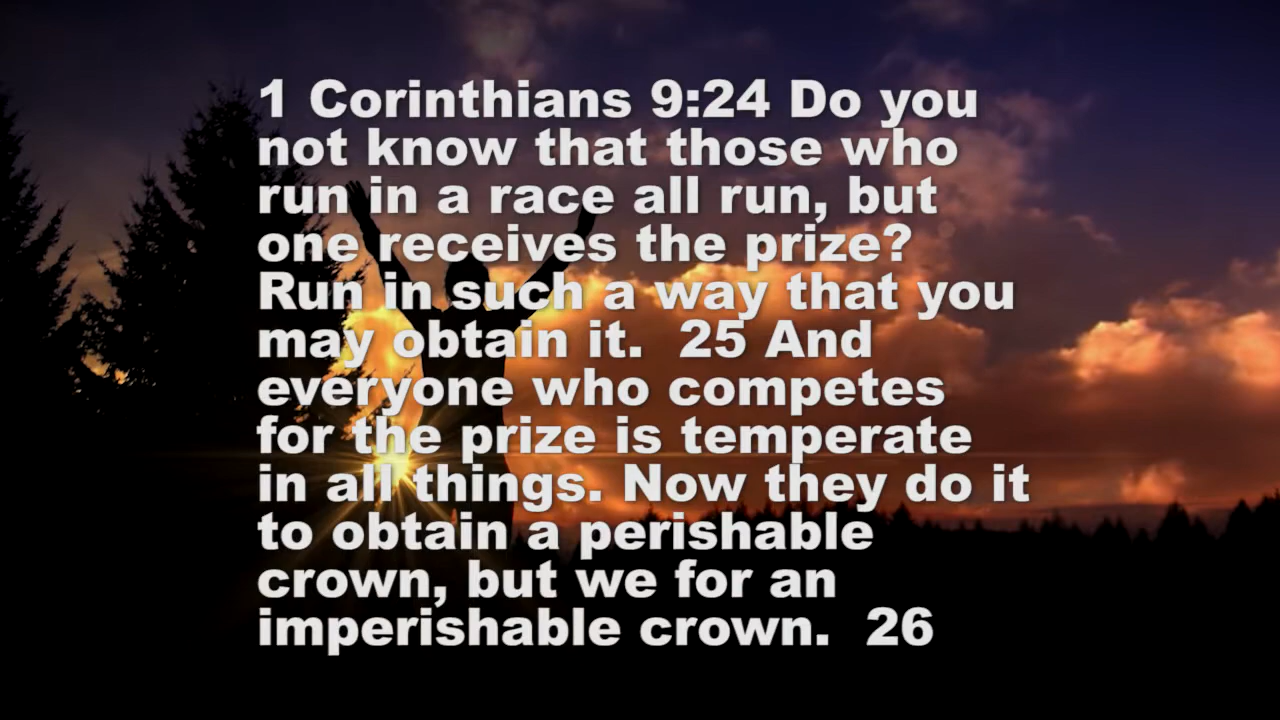 1 Corinthians 9:24 Do you
not know that those who
run in a race all run, but
one receives the prize?
Run in such a way that you
may obtain it.  25 And
everyone who competes
for the prize is temperate
in all things. Now they do it
to obtain a perishable
crown, but we for an
imperishable crown.  26